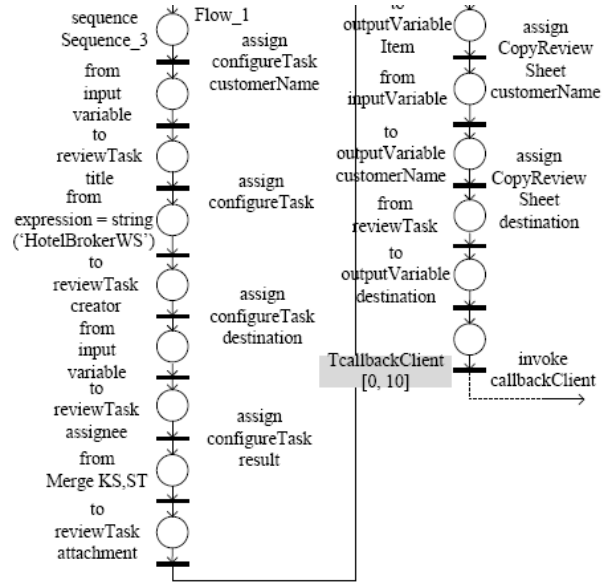 sequence
Sequence_3
Flow_1
assign
configureTask
customerName
from
input
variable
to
reviewTask
title
assign
configureTask
from
expression = string
(‘HotelBrokerWS’)
to
reviewTask
creator
assign
configureTask
destination
from
input
variable
to
reviewTask
assignee
assign
configureTask
result
from
Merge KS,ST
to
reviewTask
attachment
to
outputVariable
Item
assign
CopyReview
Sheet
customerName
from
inputVariable
to
outputVariable
customerName
assign
CopyReview
Sheet
destination
from
reviewTask
to
outputVariable
destination
TcallbackClient
[0, 10]
invoke
callbackClient